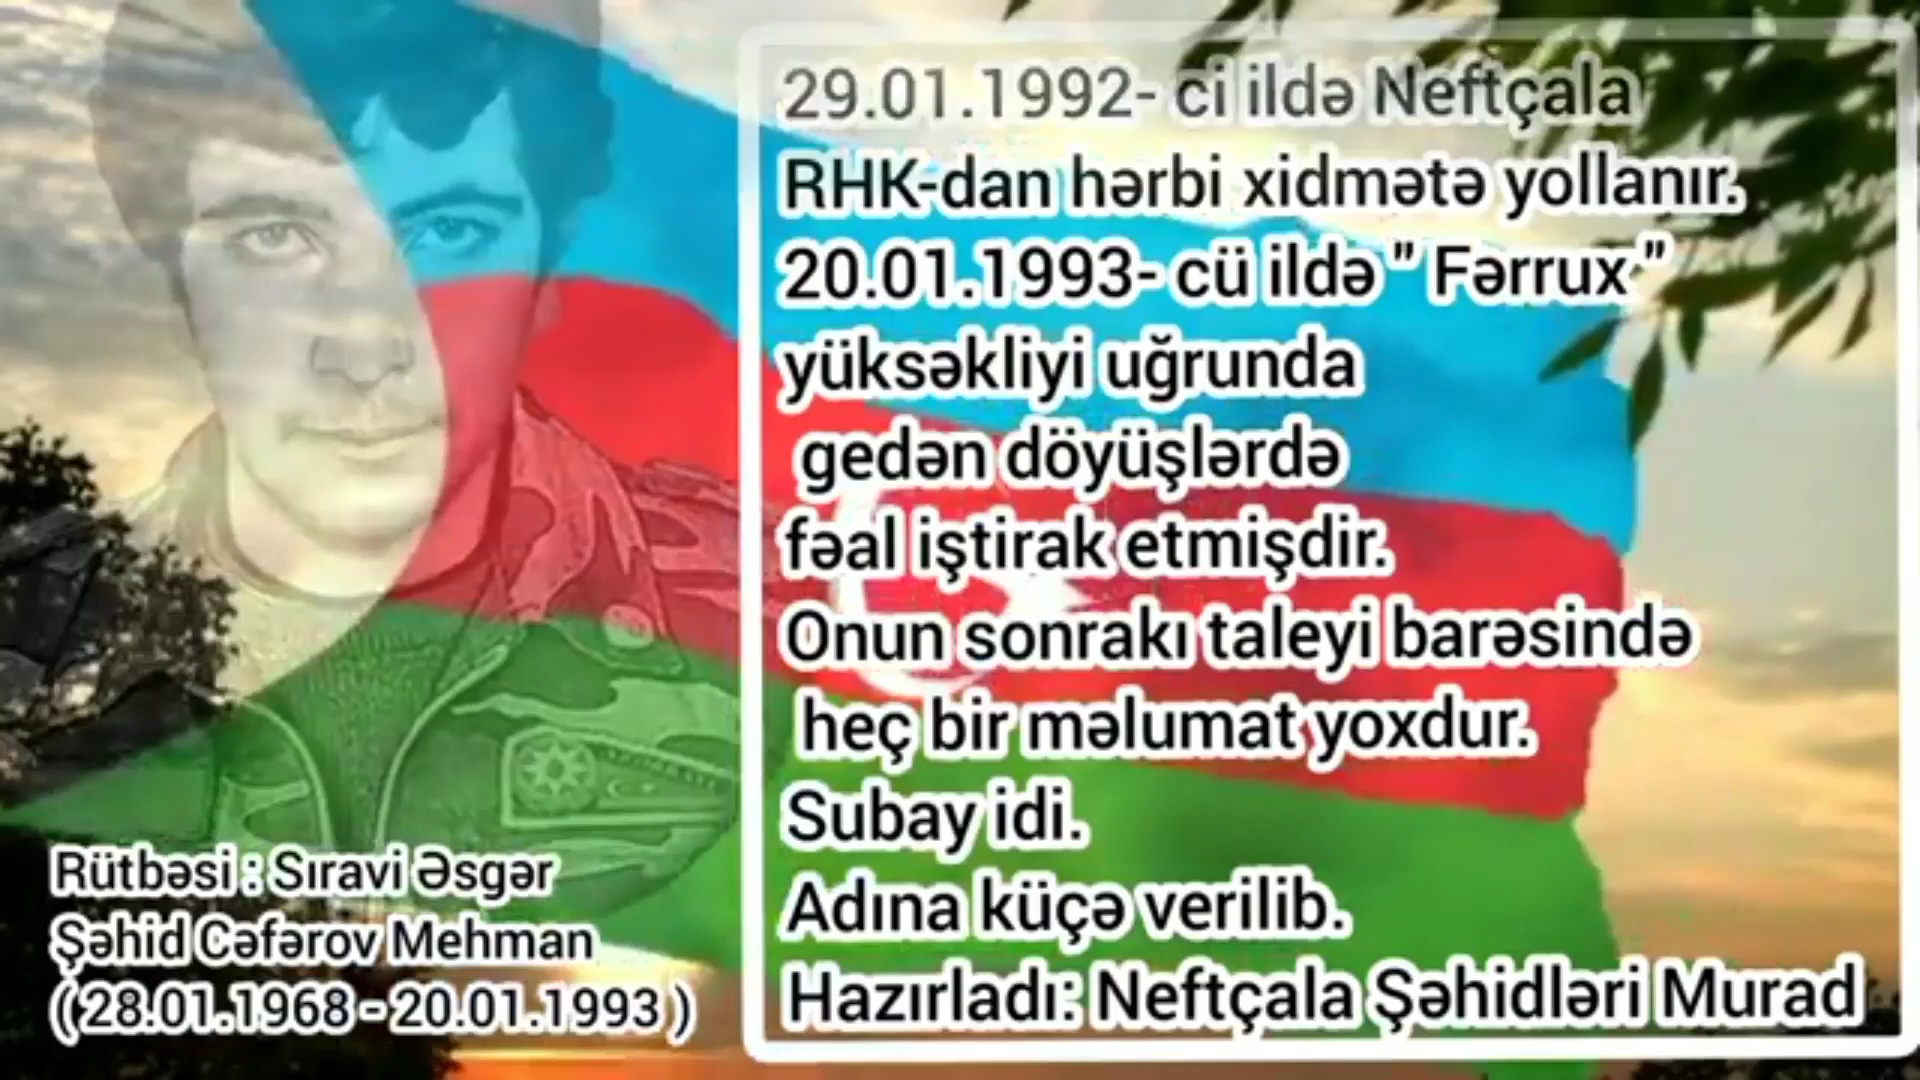 29.01.1992- ci ildə Neftçala
RHK-dan hərbi xidmətə yollanır.
20.01.1993- cü ildə " Fərrux "
yüksəkliyi uğrunda
gedən döyüşlərdə
fəal iştirak etmişdir.
Onun sonrakı taleyi barəsində
heç bir məlumat yoxdur.
Subay idi.
Adına küçə verilib.
Hazırladı: Neftçala Şəhidləri Murad
Rütbəsi : Sıravi Əsgər
Şəhid Cəfərov Mehman
( 28.01.1968 - 20.01.1993 )